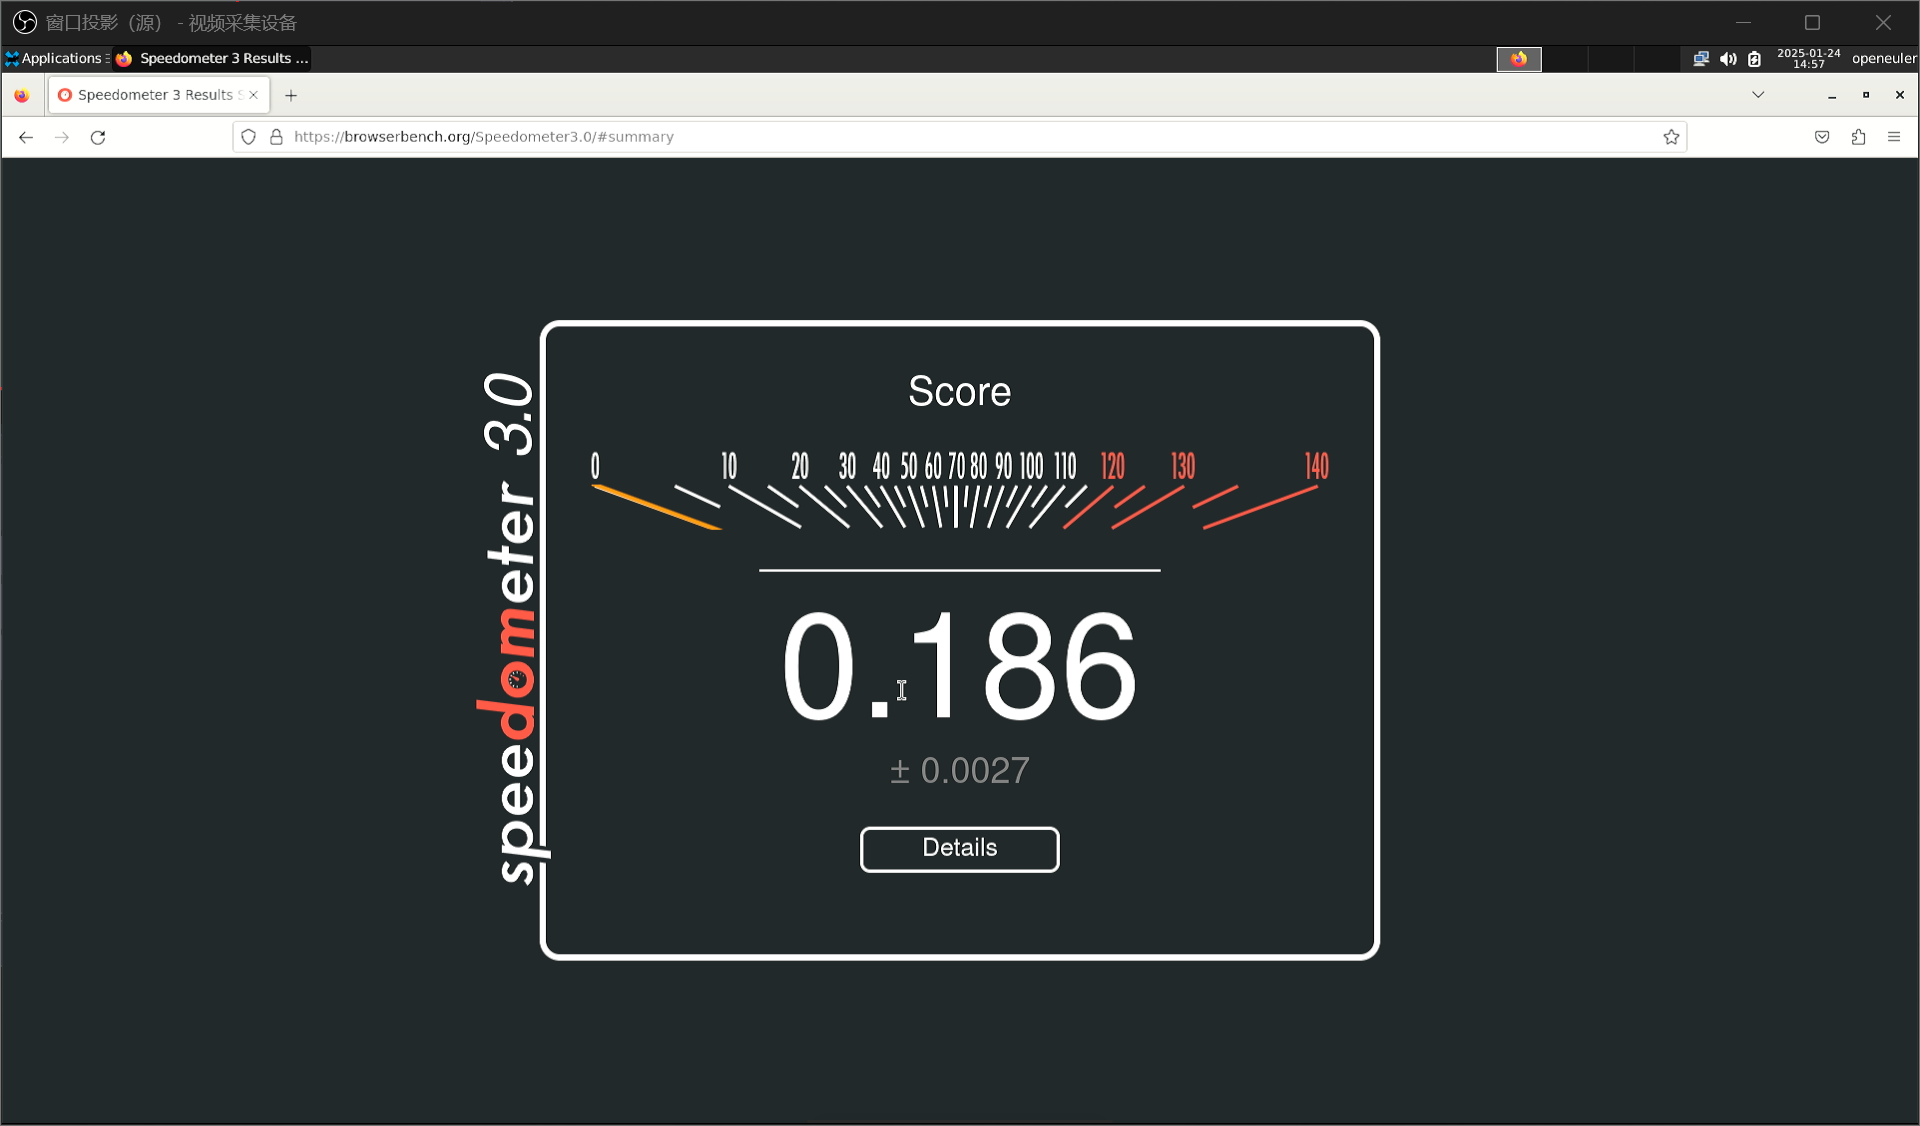 窗口投影（源） - 视频采集设备
Applications Speedometer 3 Results ... 2025-01-24 14:57 openeuler
Speedometer 3 Results
https://browserbench.org/Speedometer3.0/#summary
speedometer 3.0
Score
0 10 20 30 40 50 60 70 80 90 100 110 120 130 140
0.186
± 0.0027
Details